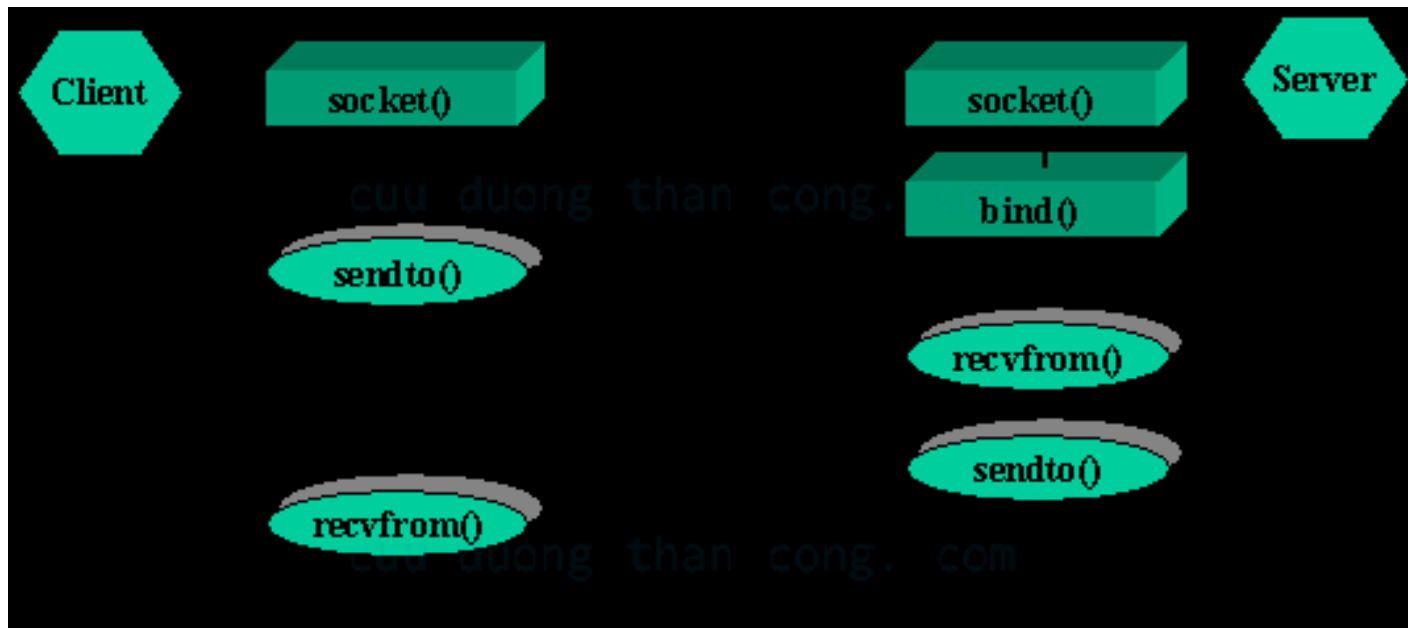 Client
socket()
socket()
Server
cuu duong than cong.
bind()
sendto()
recvfrom()
sendto()
recvfrom()
cuu duong than cong. com